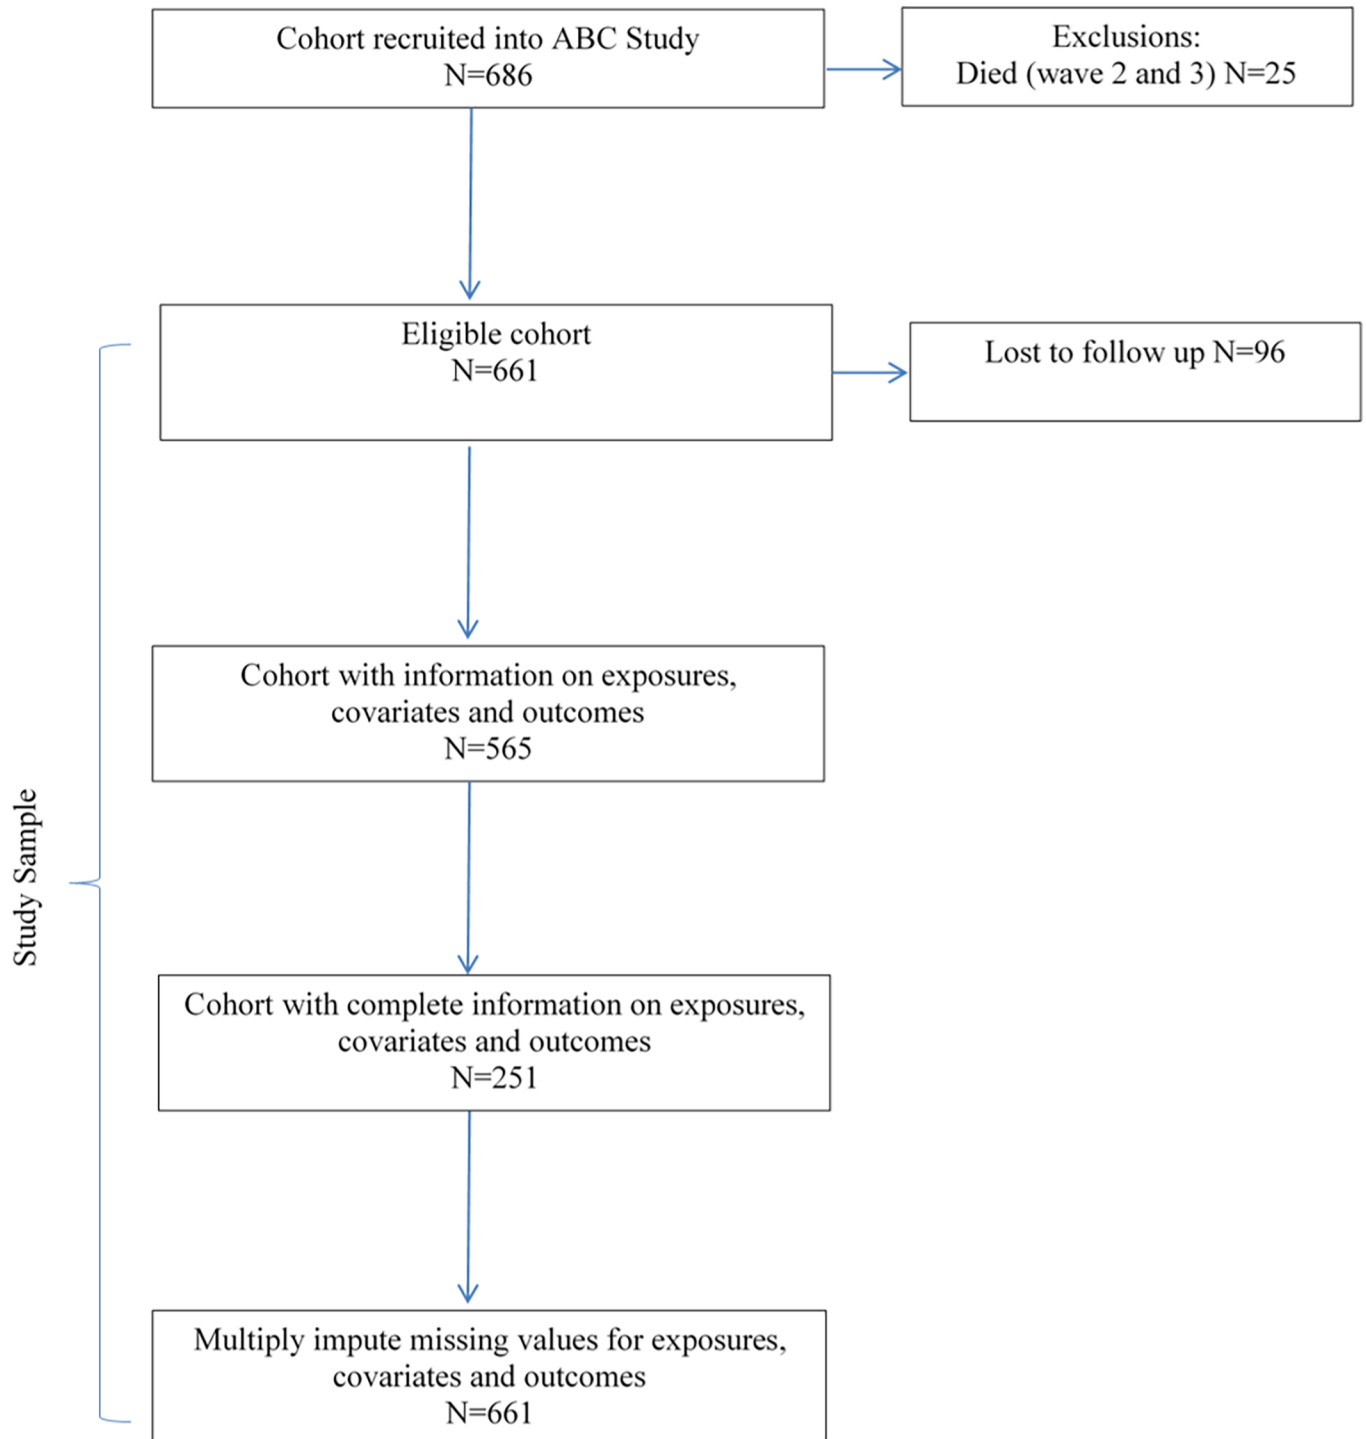 Cohort recruited into ABC Study
N=686
Exclusions:
Died (wave 2 and 3) N=25
Eligible cohort
N=661
Lost to follow up N=96
Study Sample
Cohort with information on exposures,
covariates and outcomes
N=565
Cohort with complete information on exposures,
covariates and outcomes
N=251
Multiply impute missing values for exposures,
covariates and outcomes
N=661